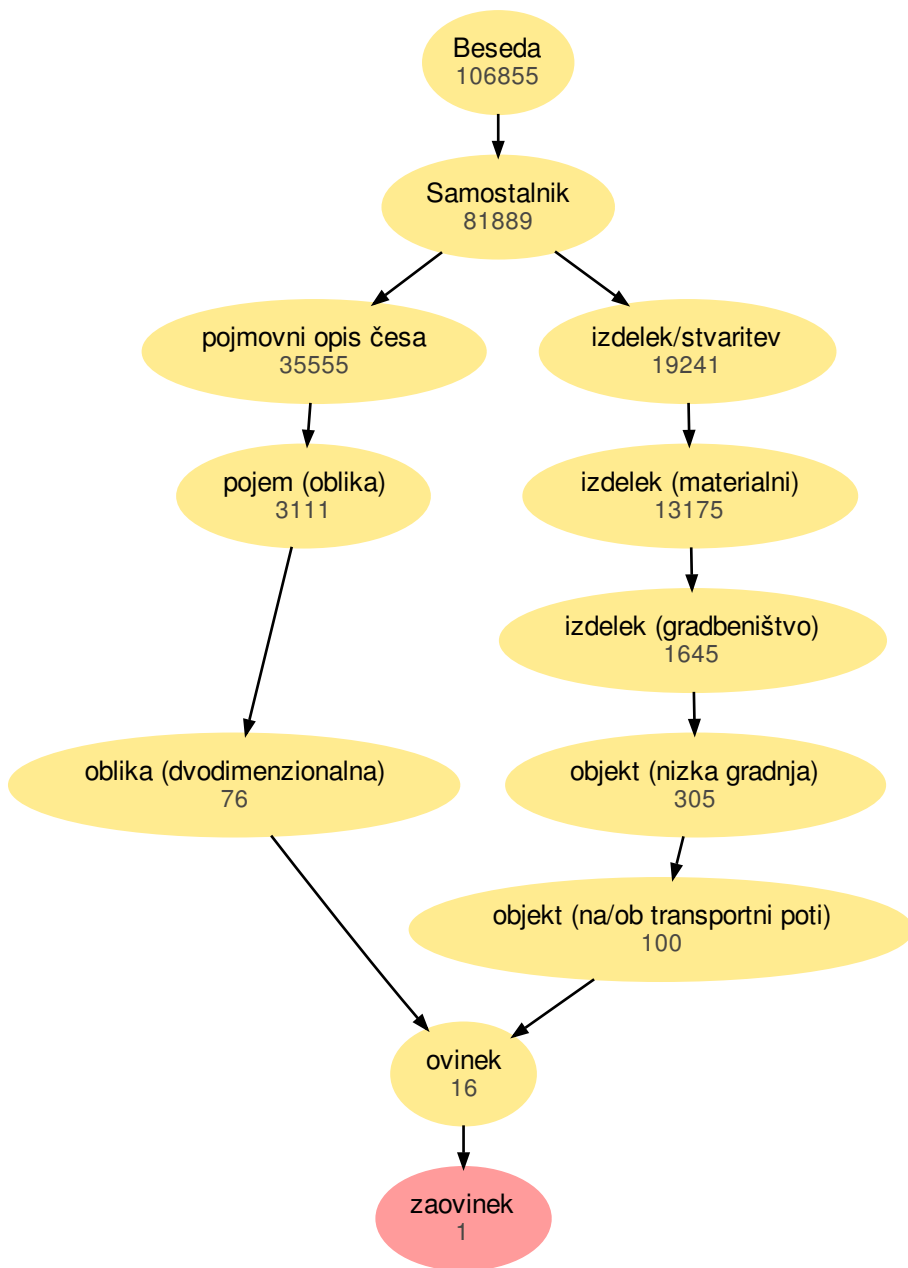 Beseda
106855
Samostalnik
81889
pojmovni opis česa
35555
izdelek/stvaritev
19241
pojem (oblika)
3111
izdelek (materialni)
13175
izdelek (gradbeništvo)
1645
oblika (dvodimenzionalna)
76
objekt (nizka gradnja)
305
objekt (na/ob transportni poti)
100
ovinek
16
zaovinek
1